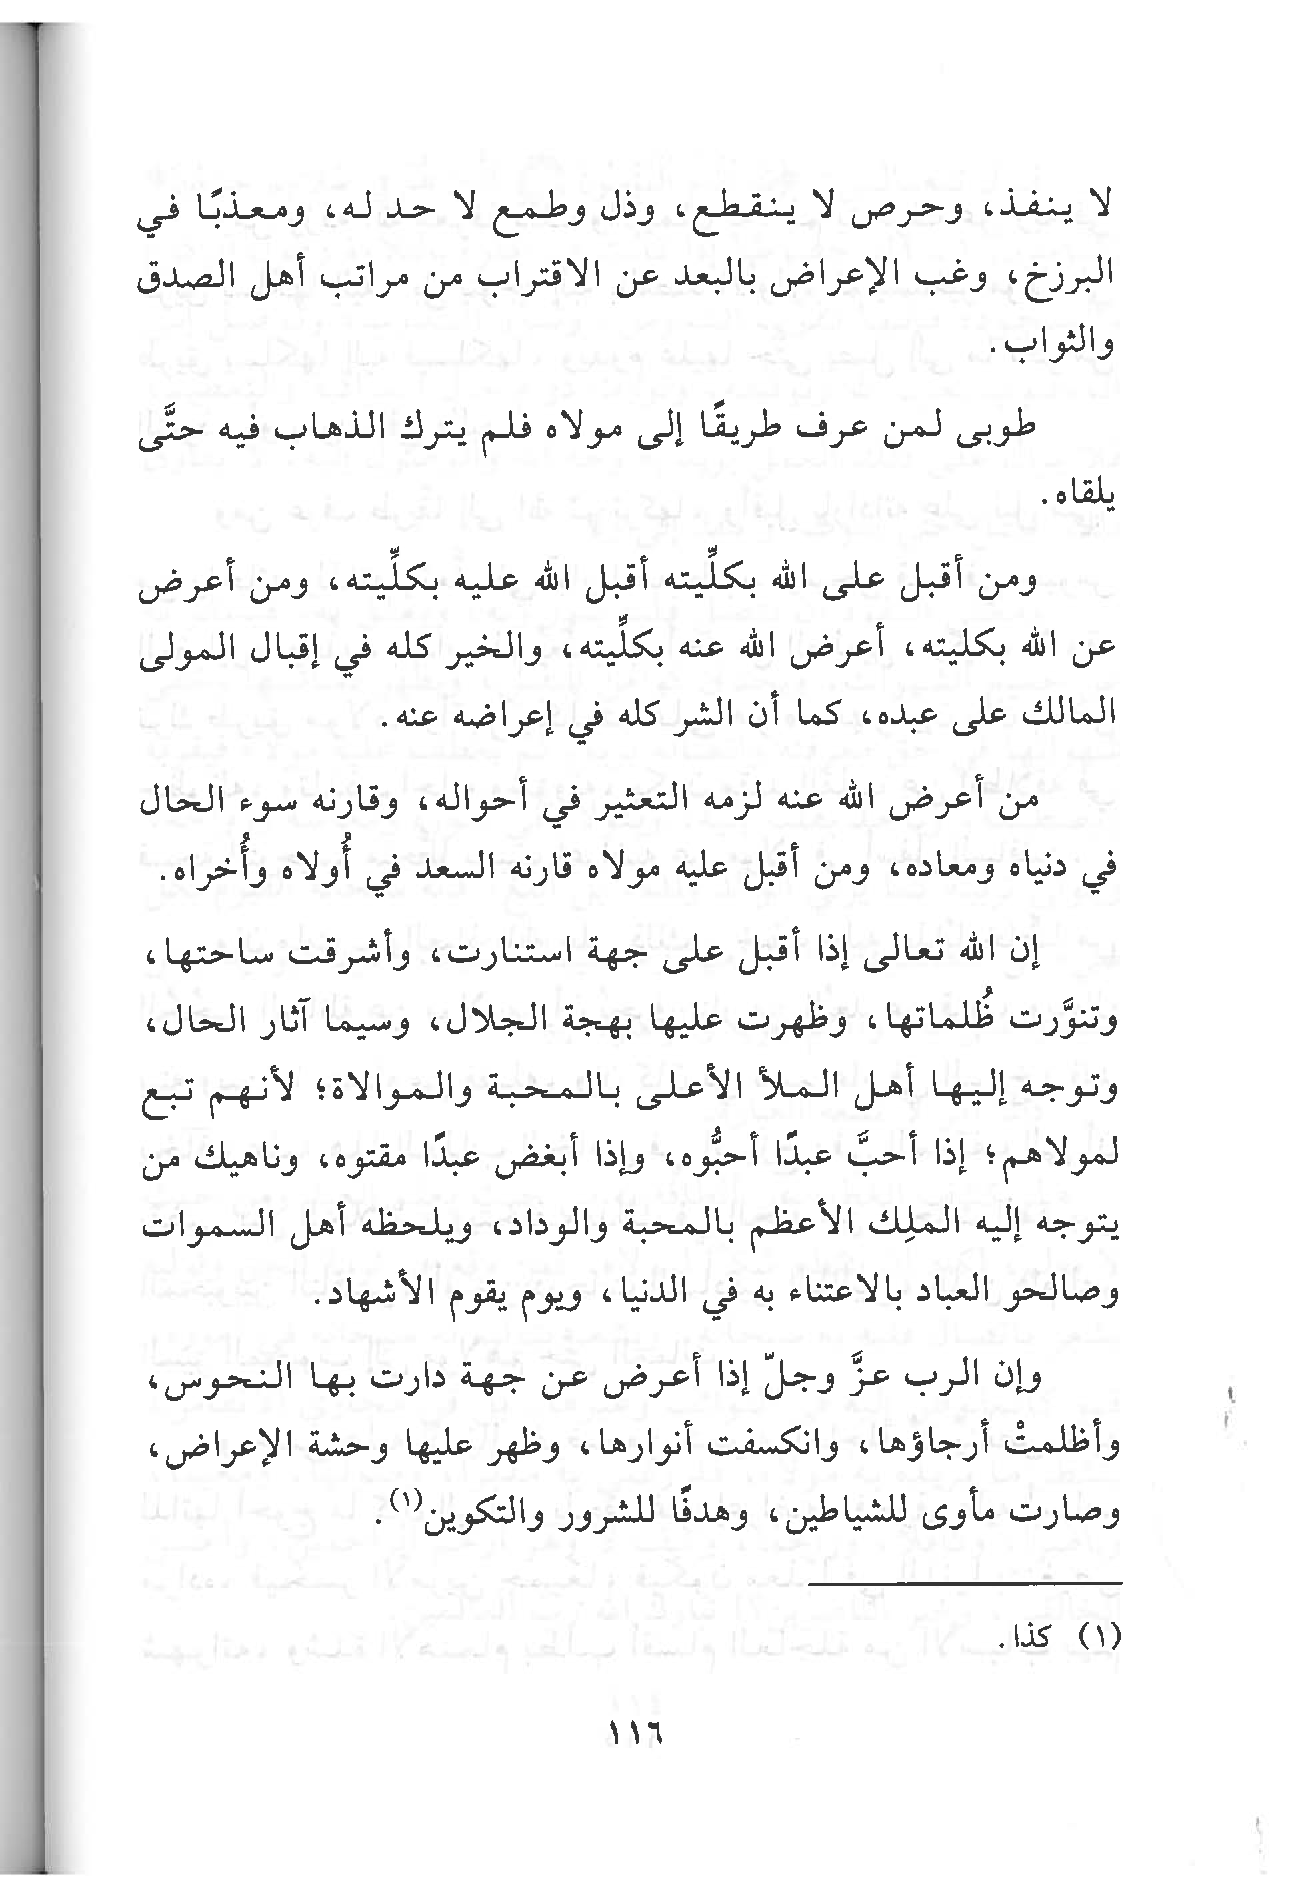 لا ينفذ، وحرص لا ينقطع، وذل وطمع لا حد له، ومعذبًا في
البرزخ، وغب الإعراض بالبعد عن الاقتراب من مراتب أهل الصدق
والثواب.
طوبى لمن عرف طريقًا إلى مولاه فلم يترك الذهاب فيه حتَّى
يلقاه.
ومن أقبل على الله بكلِّيته أقبل الله عليه بكلِّيته، ومن أعرض
عن الله بكليته، أعرض الله عنه بكلِّيته، والخير كله في إقبال المولى
المالك على عبده، كما أن الشر كله في إعراضه عنه.
من أعرض الله عنه لزمه التعثير في أحواله، وقارنه سوء الحال
في دنياه ومعاده، ومن أقبل عليه مولاه قارنه السعد في أُولاه وأُخراه.
إن الله تعالى إذا أقبل على جهة استنارت، وأشرقت ساحتها،
وتنوَّرت ظُلماتها، وظهرت عليها بهجة الجلال، وسيما آثار الحال،
وتوجه إليها أهل الملأ الأعلى بالمحبة والموالاة؛ لأنهم تبع
لمولاهم؛ إذا أحبَّ عبدًا أحبُّوه، وإذا أبغض عبدًا مقتوه، وناهيك من
يتوجه إليه الملِك الأعظم بالمحبة والوداد، ويلحظه أهل السموات
وصالحو العباد بالاعتناء به في الدنيا، ويوم يقوم الأشهاد.
وإن الرب عزَّ وجلّ إذا أعرض عن جهة دارت بها النحوس،
وأظلمتْ أرجاؤها، وانكسفت أنوارها، وظهر عليها وحشة الإعراض،
وصارت مأوى للشياطين، وهدفًا للشرور والتكوين(١).
(١) كذا.
١١٦